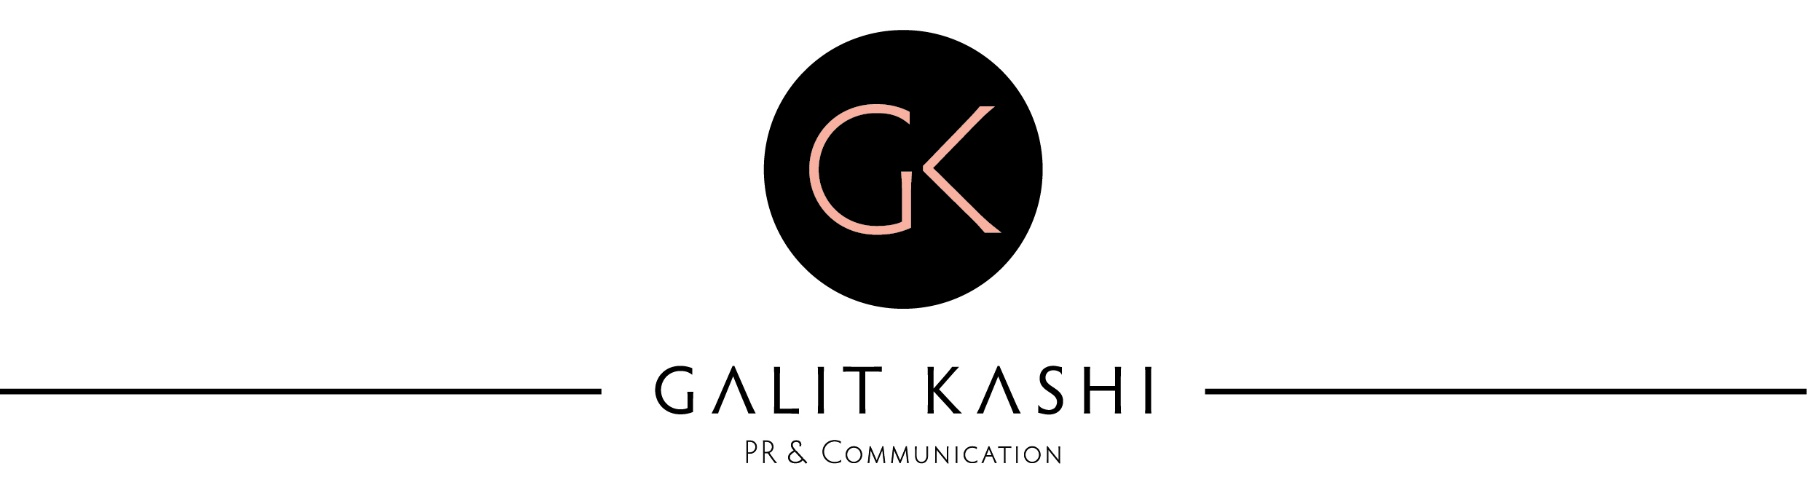 GK
GALIT KASHI
PR & COMMUNICATION